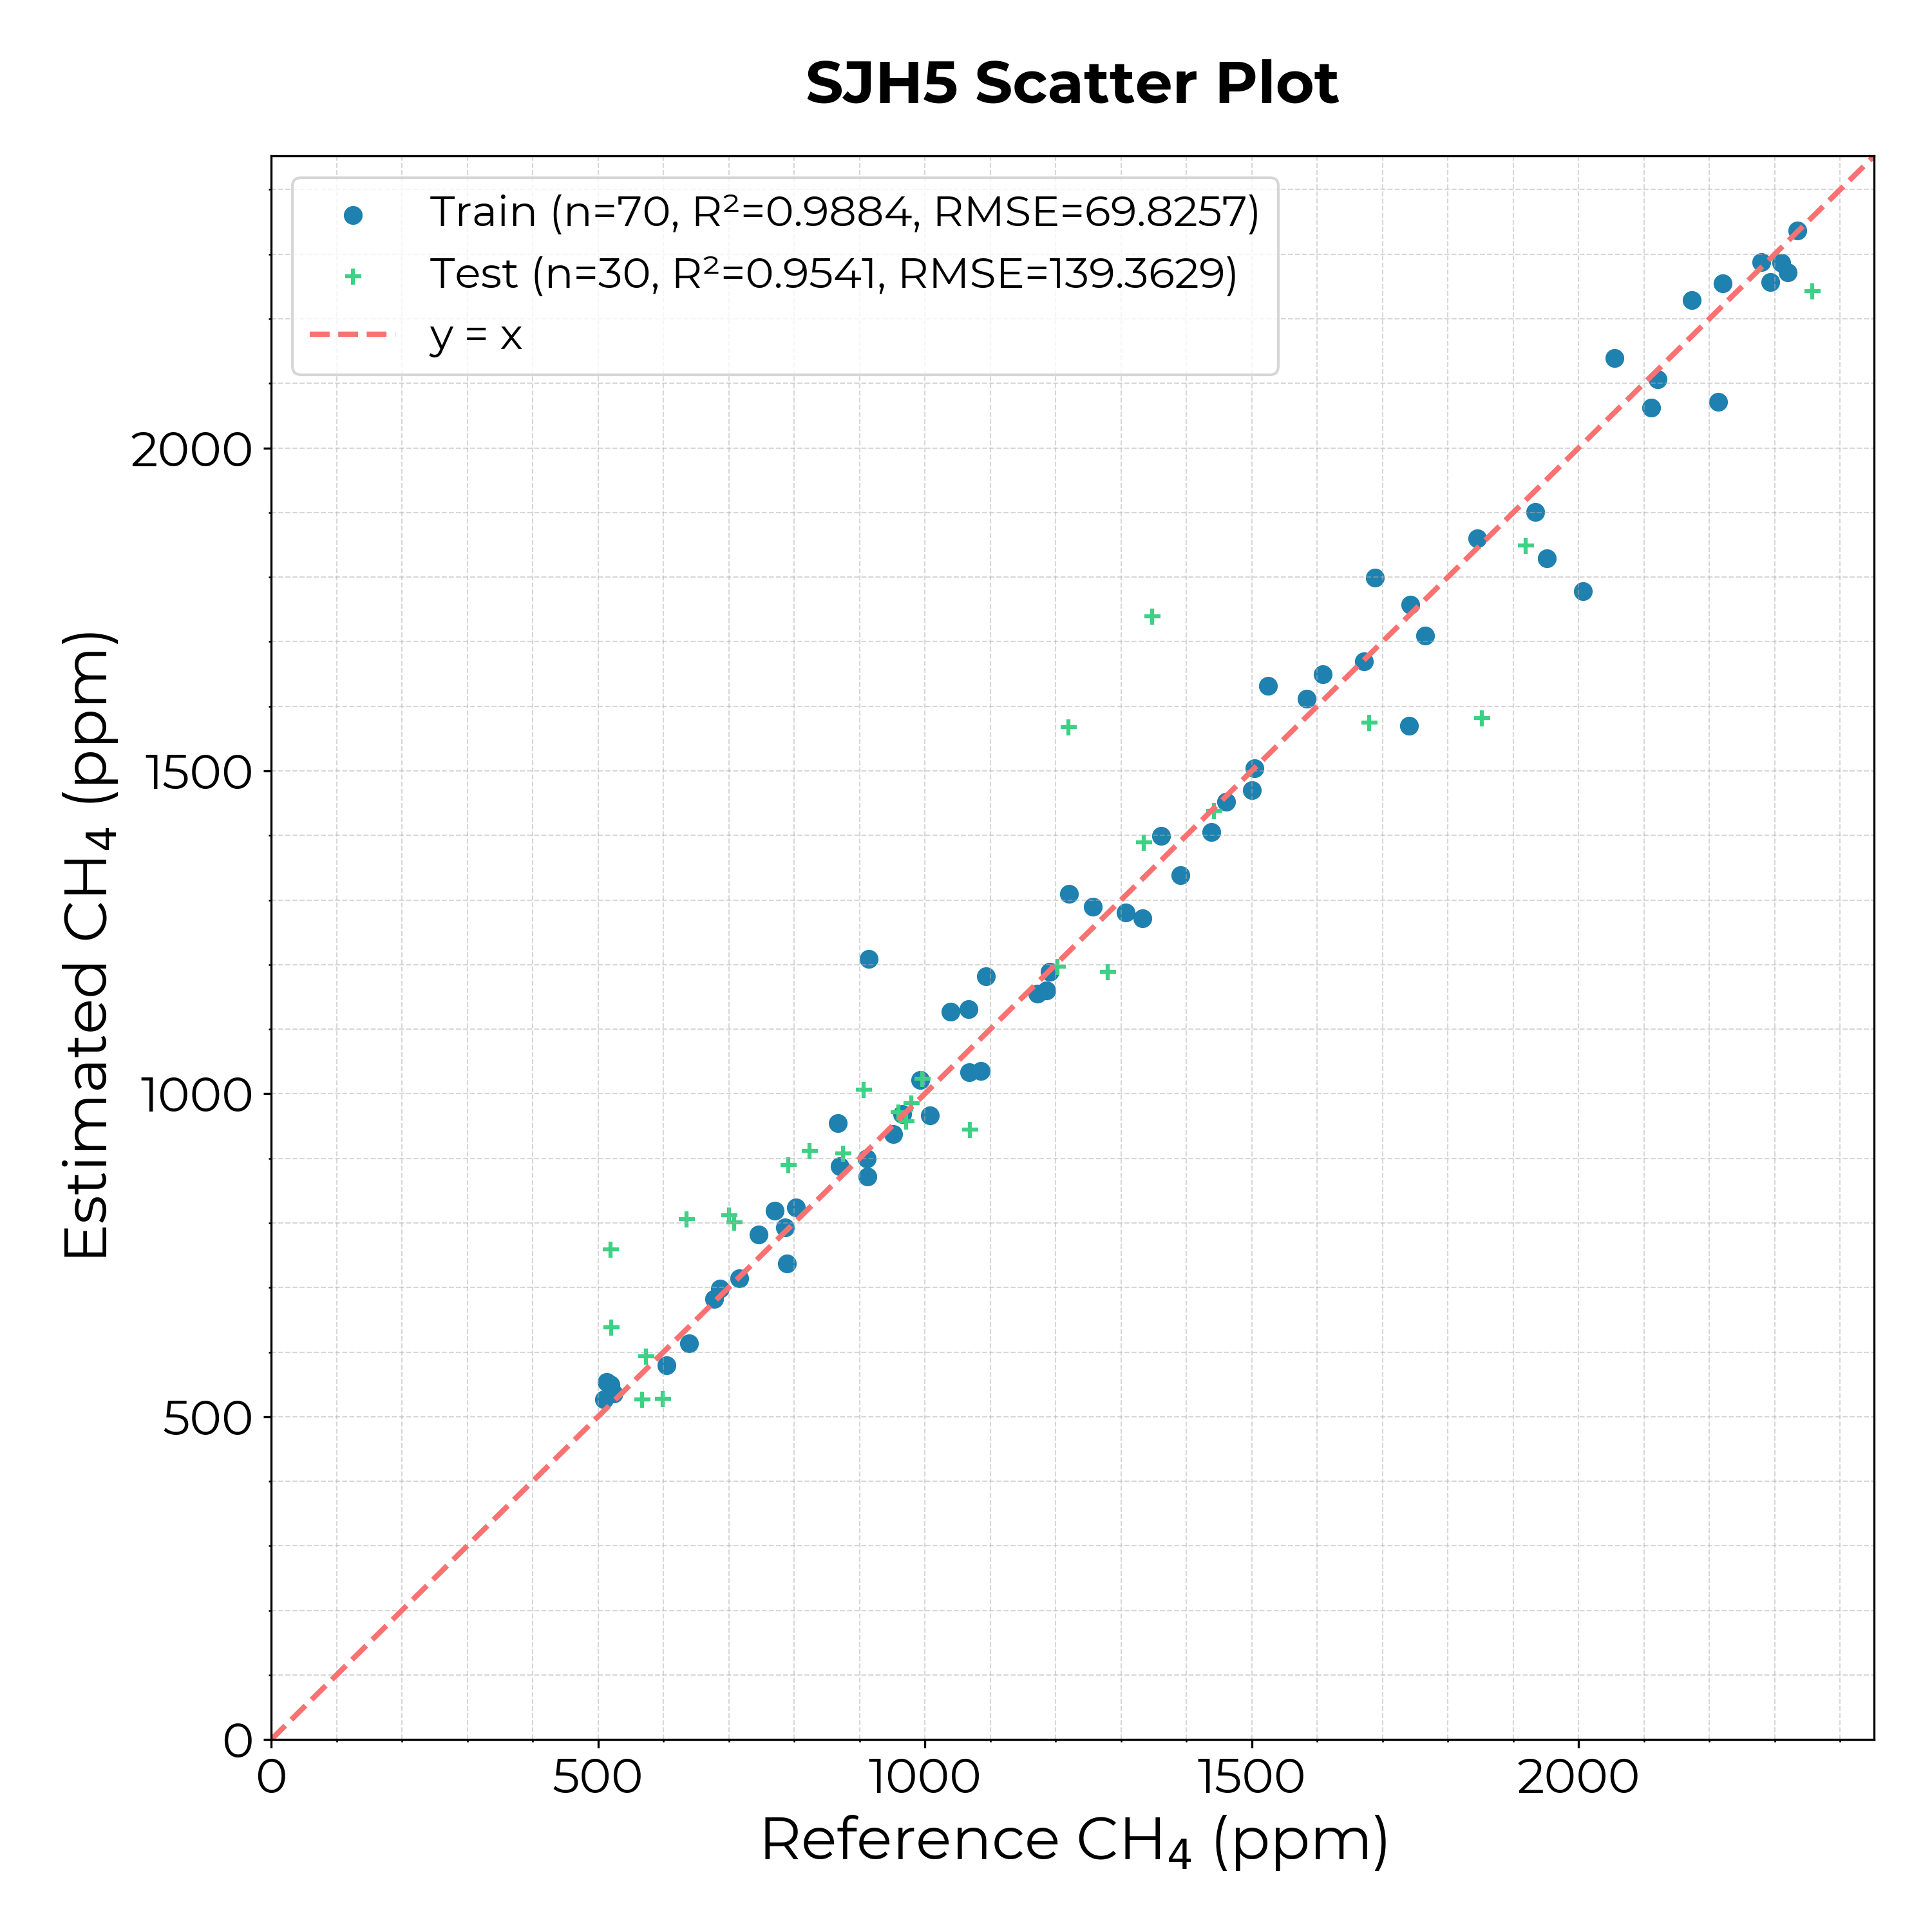 SJH5 Scatter Plot
Train (n=70, R²=0.9884, RMSE=69.8257)
Test (n=30, R²=0.9541, RMSE=139.3629)
y = x
Estimated CH₄ (ppm)
2000
1500
1000
500
0
0 500 1000 1500 2000
Reference CH₄ (ppm)